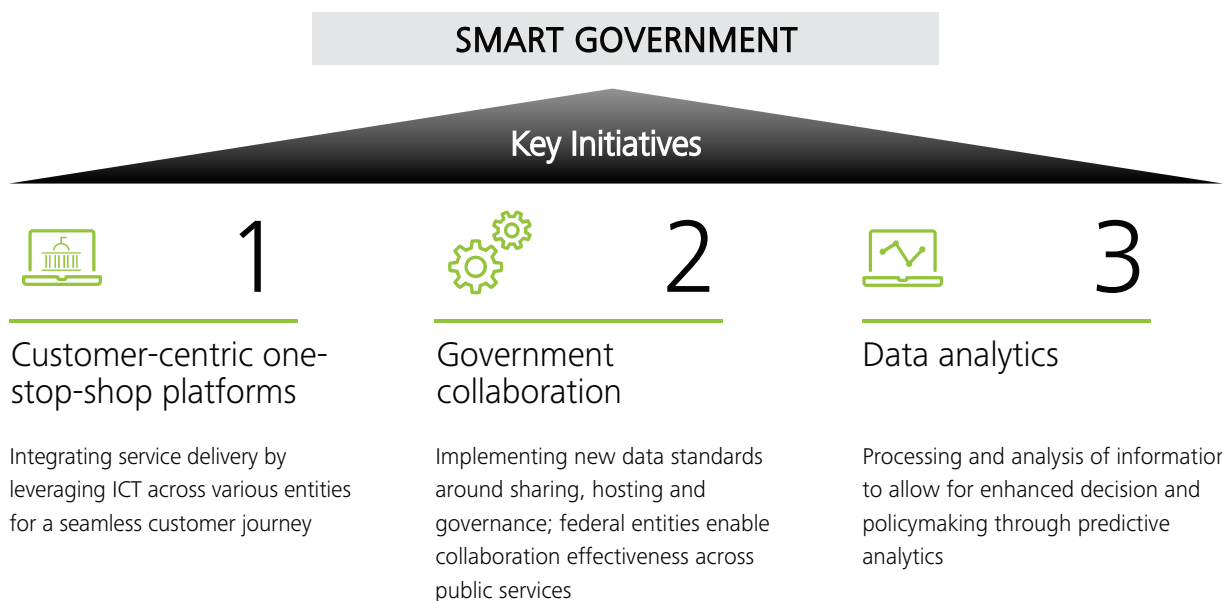 SMART GOVERNMENT
Key Initiatives
1
Customer-centric one-
stop-shop platforms
Integrating service delivery by
leveraging ICT across various entities
for a seamless customer journey
2
Government
collaboration
Implementing new data standards
around sharing, hosting and
governance; federal entities enable
collaboration effectiveness across
public services
3
Data analytics
Processing and analysis of information
to allow for enhanced decision and
policymaking through predictive
analytics